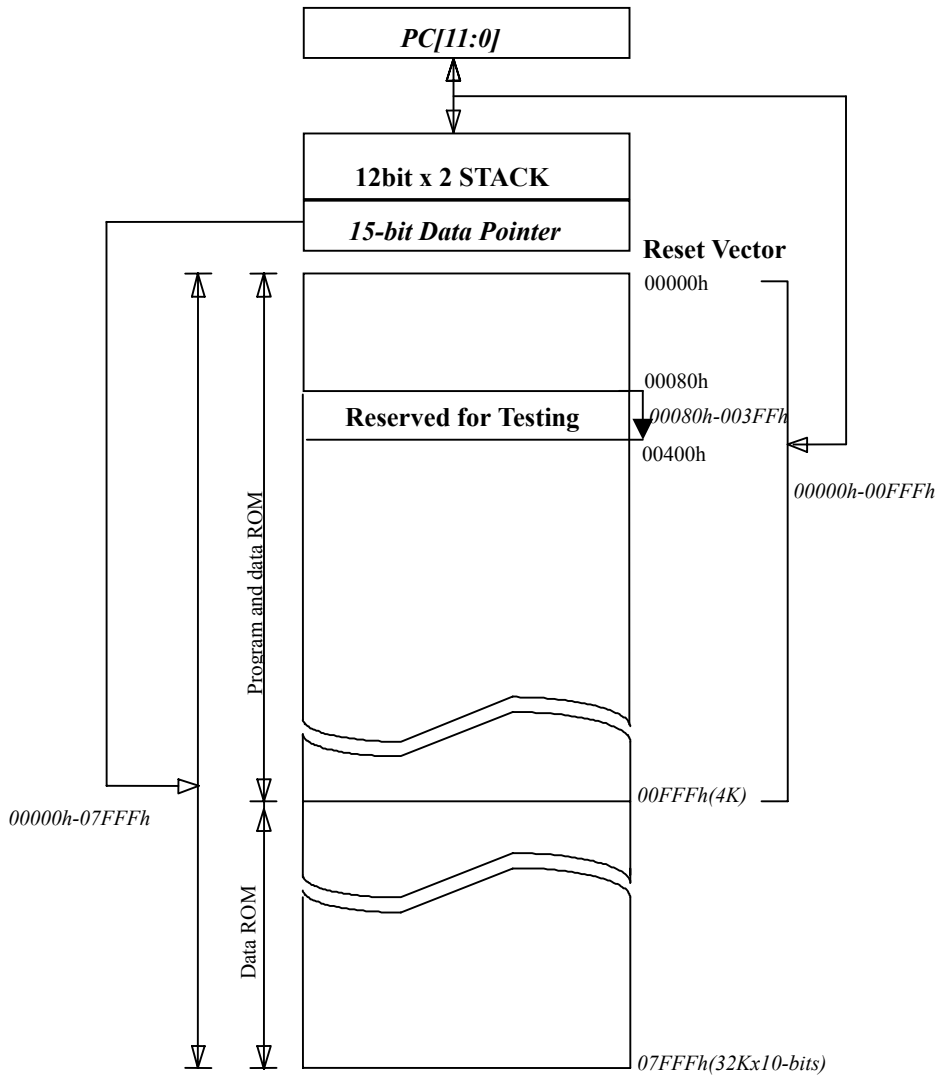 PC[11:0]
12bit x 2 STACK
15-bit Data Pointer
Reset Vector
00000h
00080h
Reserved for Testing
00080h-003FFh
00400h
00000h-00FFFh
Program and data ROM
00FFFh(4K)
00000h-07FFFh
Data ROM
07FFFh(32Kx10-bits)